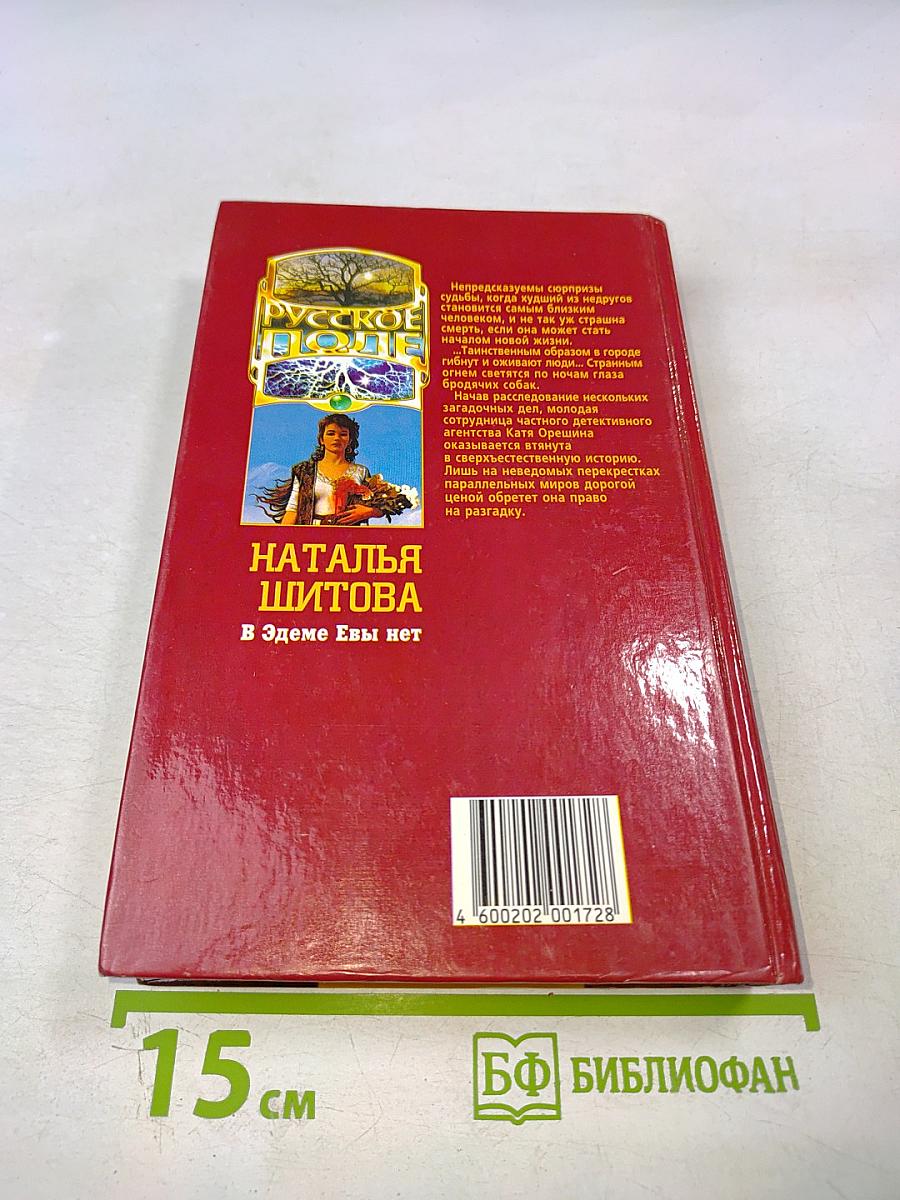 РУССКОЕ
ПОЛЕ
НАТАЛЬЯ
ШИТОВА
В Эдеме Евы нет
Непредсказуемы сюрпризы
судьбы, когда худший из недругов
становится самым близким
человеком, и не так уж страшна
смерть, если она может стать
началом новой жизни.
...Таинственным образом в городе
гибнут и оживают люди... Странным
огнем светятся по ночам глаза
бродячих собак.
Начав расследование нескольких
загадочных дел, молодая
сотрудница частного детективного
агентства Катя Орешина
оказывается втянута
в сверхъестественную историю.
Лишь на неведомых перекрестках
параллельных миров дорогой
ценой обретет она право
на разгадку.
4 600202 001728
15 см
БФ БИБЛИОФАН